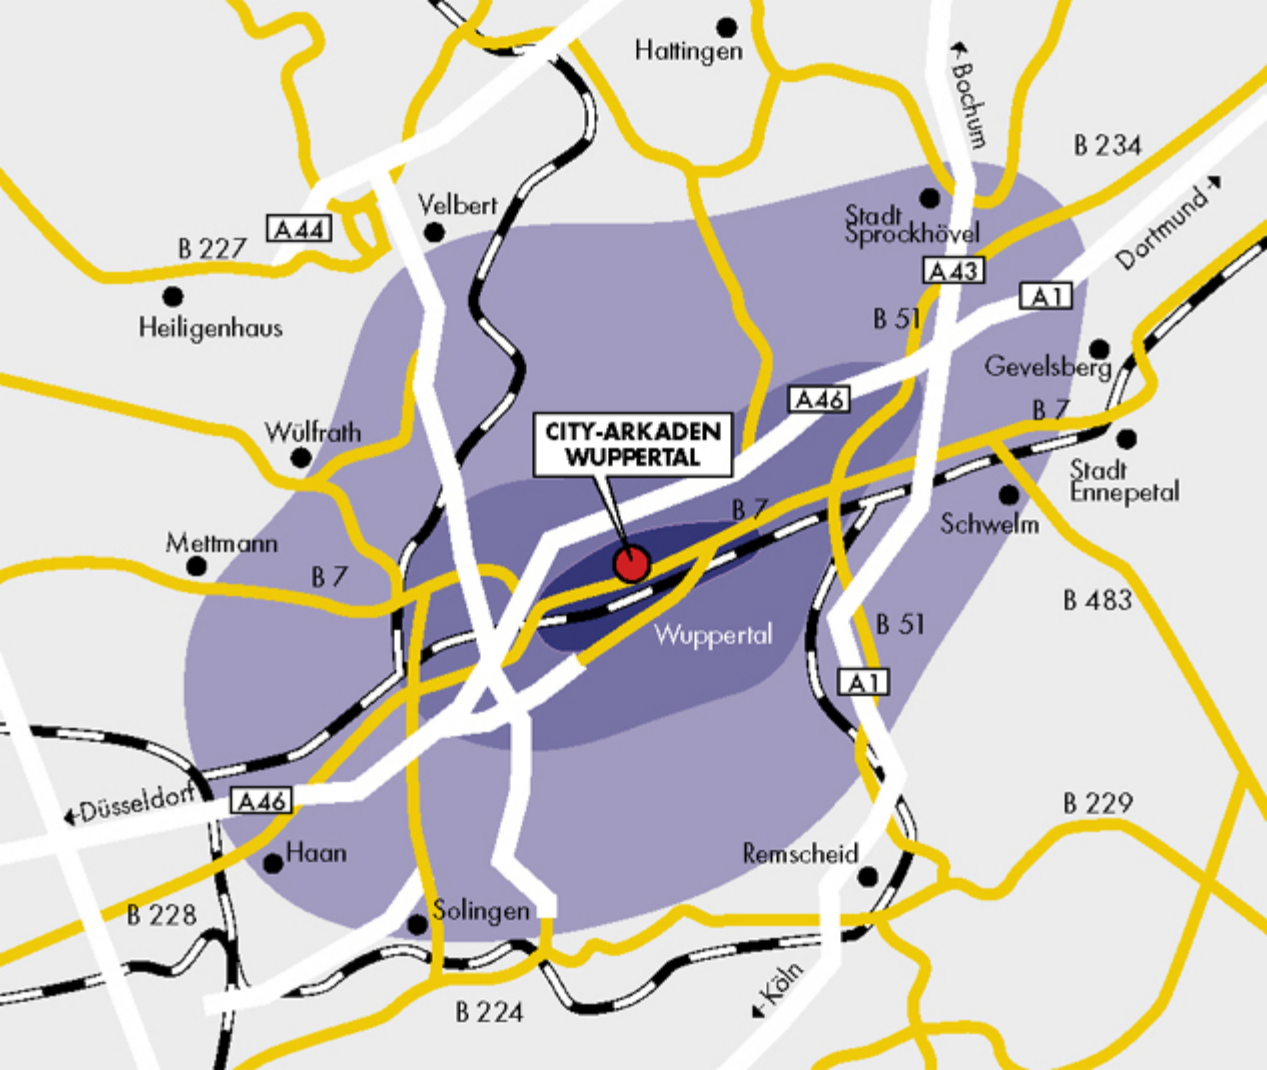 Hattingen
Bochum
B 234
Velbert
A44
B 227
Stadt
Sprockhövel
Dortmund
A43
A1
Heiligenhaus
B 51
Gevelsberg
A46
B 7
Wülfrath
CITY-ARKADEN
WUPPERTAL
Stadt
Ennepetal
B 7
Schwelm
Mettmann
B 7
B 483
B 51
Wuppertal
A1
Düsseldorf
A46
B 229
Haan
Remscheid
B 228
Solingen
Köln
B 224